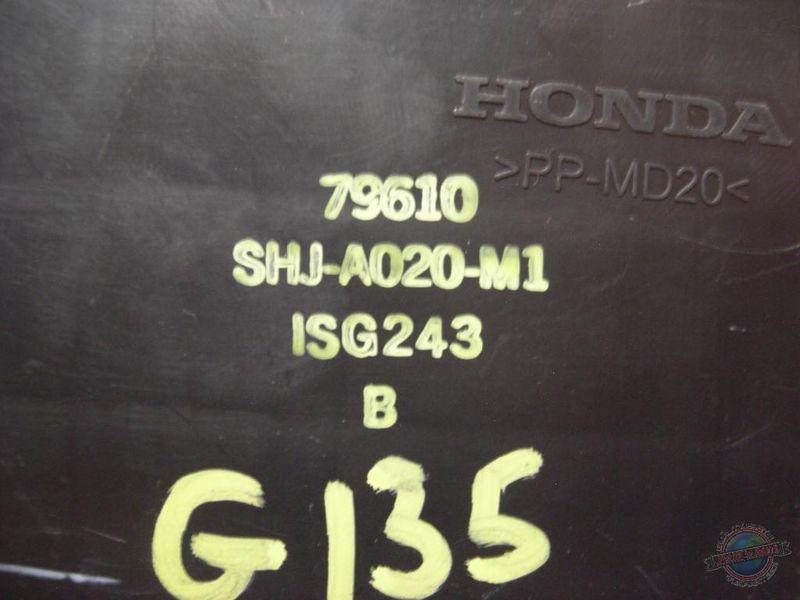 HONDA
>PP-MD20<
79610
SHJ-A020-M1
ISG243
B
G135